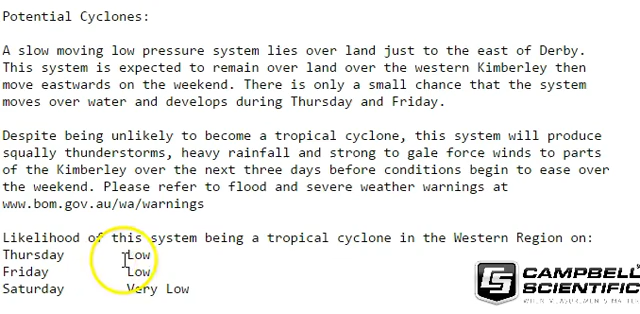 Potential Cyclones:
A slow moving low pressure system lies over land just to the east of Derby.
This system is expected to remain over land over the western Kimberley then
move eastwards on the weekend. There is only a small chance that the system
moves over water and develops during Thursday and Friday.
Despite being unlikely to become a tropical cyclone, this system will produce
squally thunderstorms, heavy rainfall and strong to gale force winds to parts
of the Kimberley over the next three days before conditions begin to ease over
the weekend. Please refer to flood and severe weather warnings at
www.bom.gov.au/wa/warnings
Likelihood of this system being a tropical cyclone in the Western Region on:
Thursday Low
Friday Low
Saturday Very Low
CAMPBELL
SCIENTIFIC
WHEN MEASUREMENTS MATTER